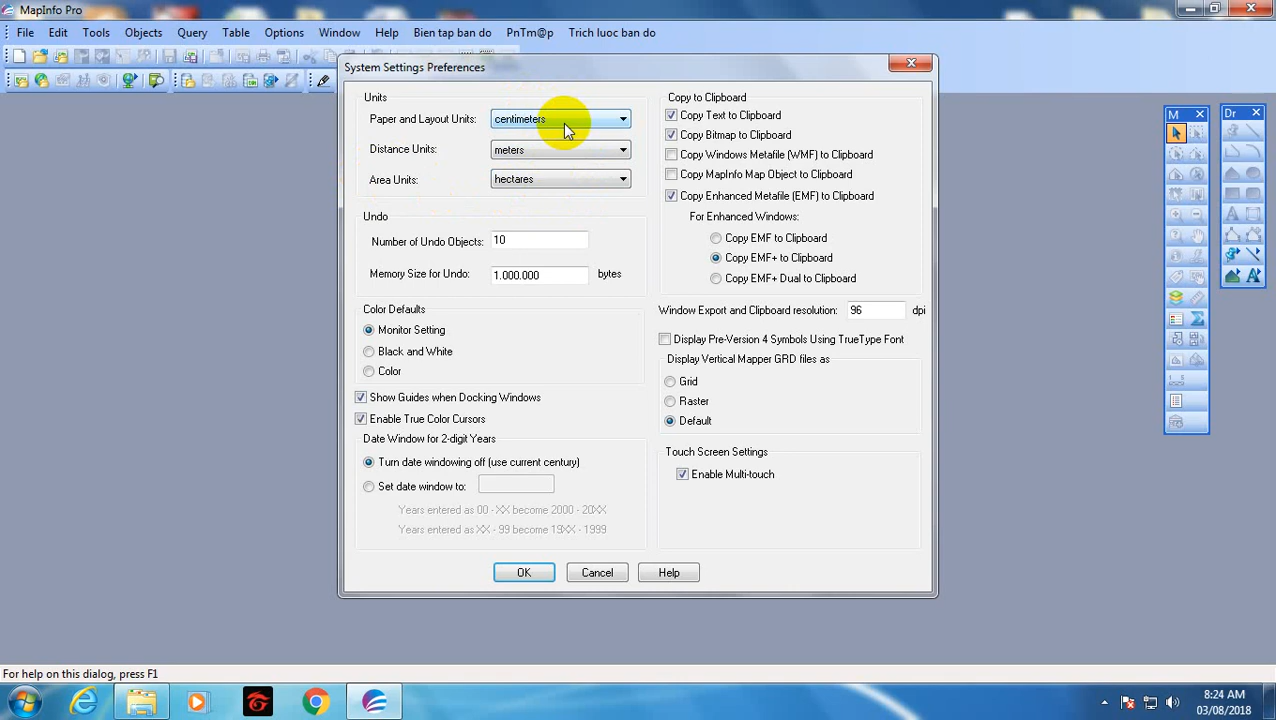 MapInfo Pro
File Edit Tools Objects Query Table Options Window Help Bien tap ban do PnTm@p Trich luoc ban do
System Settings Preferences
Units
Paper and Layout Units: centimeters
Distance Units: meters
Area Units: hectares
Undo
Number of Undo Objects: 10
Memory Size for Undo: 1.000.000 bytes
Color Defaults
Monitor Setting
Black and White
Color
Show Guides when Docking Windows
Enable True Color Cursors
Date Window for 2-digit Years
Turn date windowing off (use current century)
Set date window to:
Years entered as 00 - XX become 2000 - 20XX
Years entered as XX - 99 become 19XX - 1999
Copy to Clipboard
Copy Text to Clipboard
Copy Bitmap to Clipboard
Copy Windows Metafile (WMF) to Clipboard
Copy MapInfo Map Object to Clipboard
Copy Enhanced Metafile (EMF) to Clipboard
For Enhanced Windows:
Copy EMF to Clipboard
Copy EMF+ to Clipboard
Copy EMF+ Dual to Clipboard
Window Export and Clipboard resolution: 96 dpi
Display Pre-Version 4 Symbols Using TrueType Font
Display Vertical Mapper GRD files as
Grid
Raster
Default
Touch Screen Settings
Enable Multi-touch
OK Cancel Help
M
Dr
For help on this dialog, press F1
8:24 AM
03/08/2018